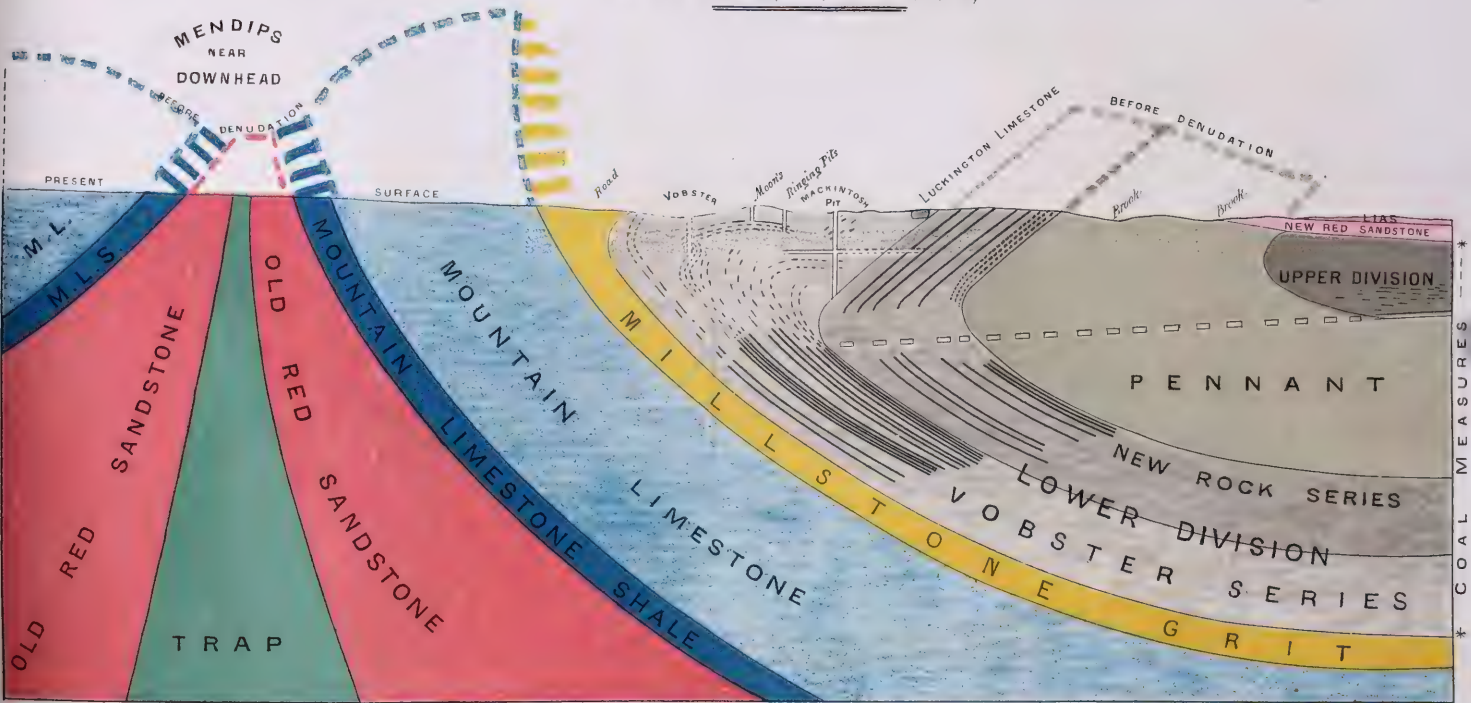 MENDIPS
NEAR
DOWNHEAD
BEFORE
DENUDATION
PRESENT
SURFACE
Road
VOBSTER
Moon's
Ringing Pits
MACKINTOSH
PIT
LUCKINGTON LIMESTONE
BEFORE DENUDATION
Brook
Brook
LIAS
NEW RED SANDSTONE
UPPER DIVISION
M.L.
M.L.S.
OLD RED SANDSTONE
TRAP
OLD RED SANDSTONE
MOUNTAIN LIMESTONE SHALE
MOUNTAIN LIMESTONE
MILLSTONE GRIT
PENNANT
NEW ROCK SERIES
LOWER DIVISION
VOBSTER SERIES
* COAL MEASURES *